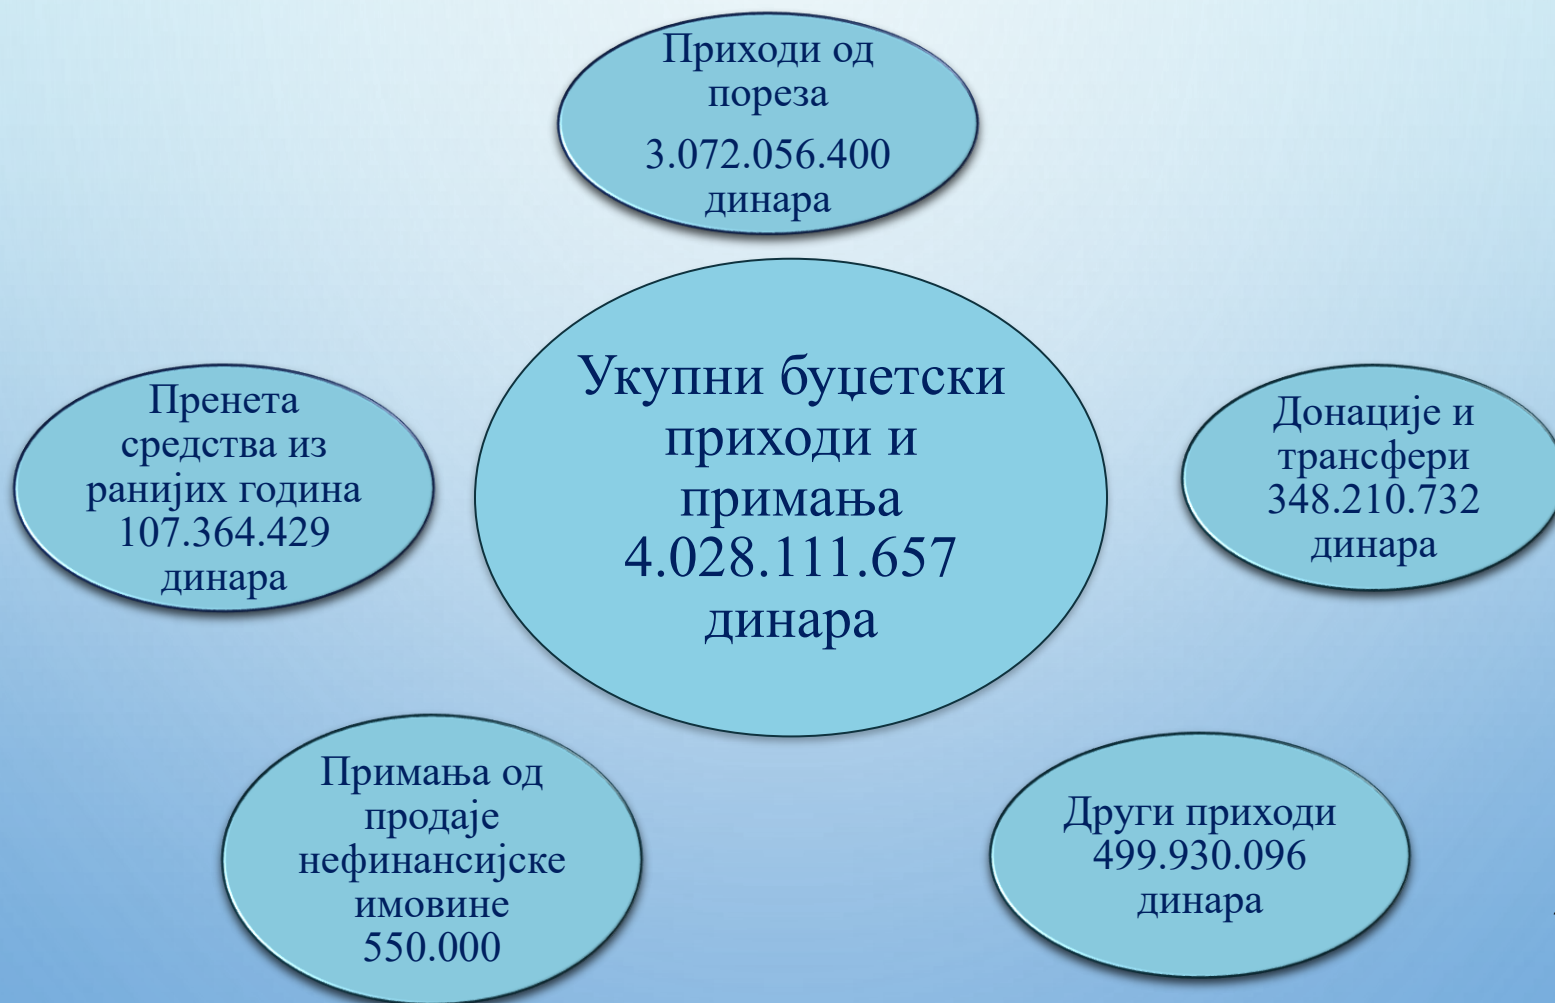 Приходи од
пореза
3.072.056.400
динара
Укупни буџетски
приходи и
примања
4.028.111.657
динара
Пренета
средства из
ранијих година
107.364.429
динара
Донације и
трансфери
348.210.732
динара
Примања од
продаје
нефинансијске
имовине
550.000
Други приходи
499.930.096
динара